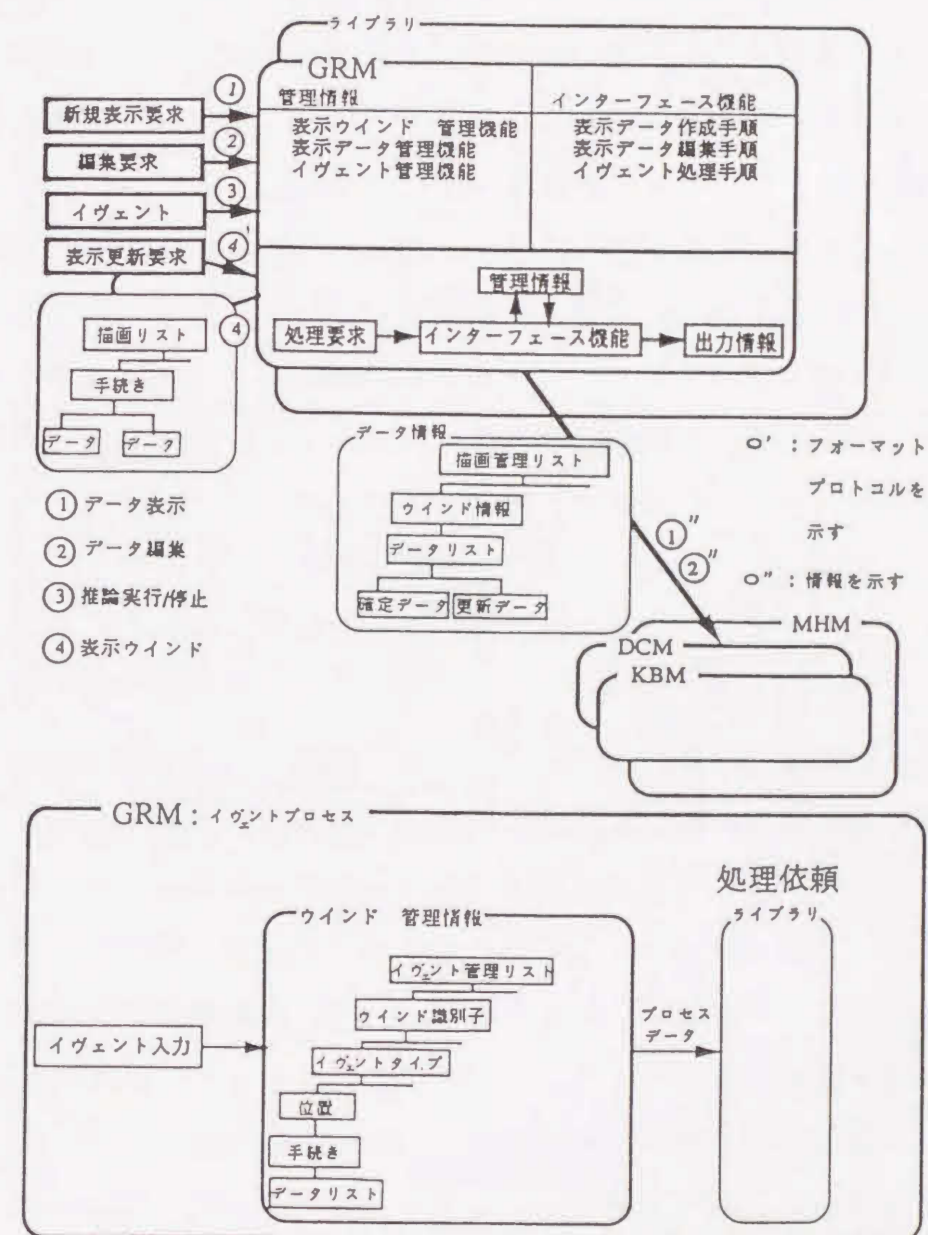 ライブラリ
GRM
管理情報
インターフェース機能
表示ウインド 管理機能
表示データ管理機能
イヴェント管理機能
表示データ作成手順
表示データ編集手順
イヴェント処理手順
新規表示要求
①
編集要求
②
イヴェント
③
表示更新要求
④
④
管理情報
処理要求
インターフェース機能
出力情報
描画リスト
手続き
データ
データ
① データ表示
② データ編集
③ 推論実行/停止
④ 表示ウインド
データ情報
描画管理リスト
ウインド情報
データリスト
確定データ
更新データ
○′ : フォーマット
プロトコルを
示す
○″ : 情報を示す
①″
②″
MHM
DCM
KBM
GRM : イヴェントプロセス
処理依頼
ライブラリ
ウインド 管理情報
イヴェント管理リスト
ウインド識別子
イヴェントタイプ
位置
手続き
データリスト
イヴェント入力
プロセス
データ